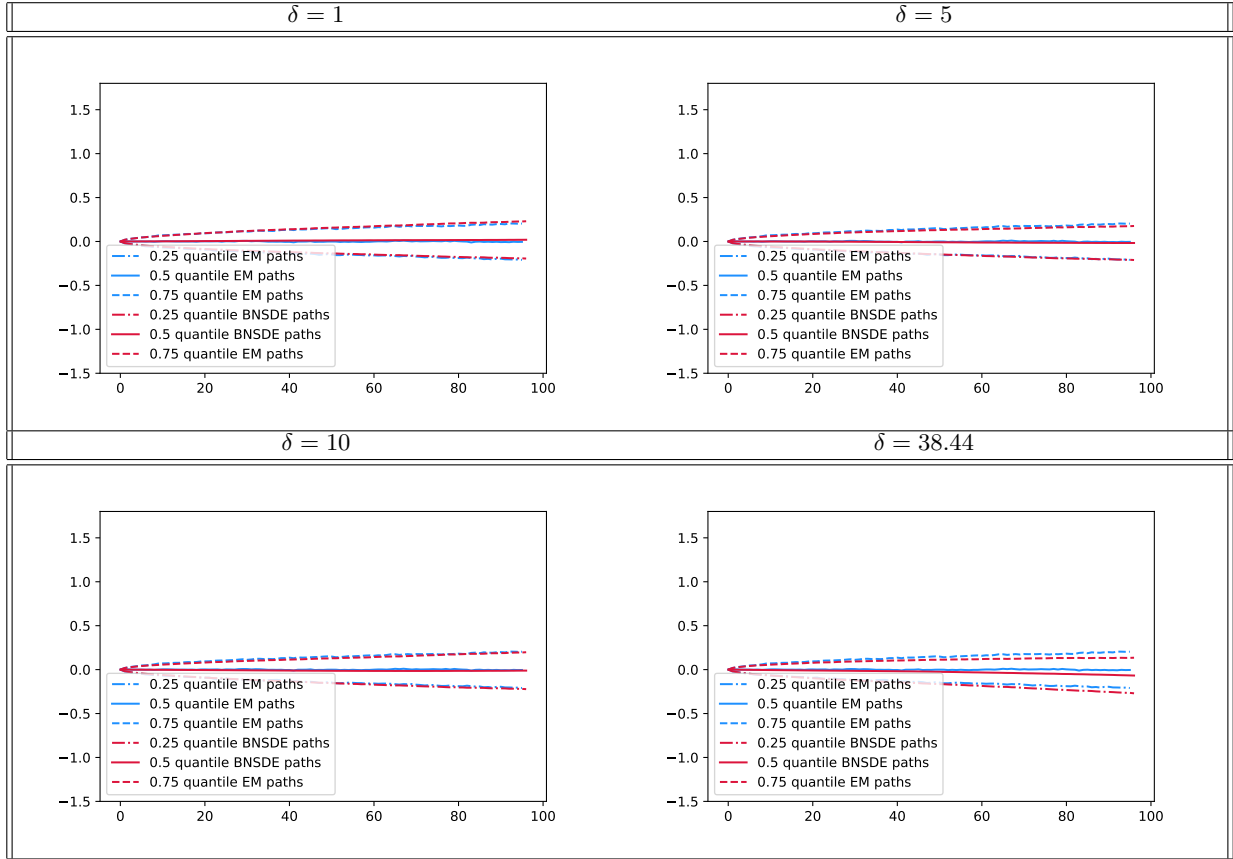 δ = 1
δ = 5
1.5
1.0
0.5
0.0
−0.5
−1.0
−1.5
0.25 quantile EM paths
0.5 quantile EM paths
0.75 quantile EM paths
0.25 quantile BNSDE paths
0.5 quantile BNSDE paths
0.75 quantile EM paths
0 20 40 60 80 100
1.5
1.0
0.5
0.0
−0.5
−1.0
−1.5
0.25 quantile EM paths
0.5 quantile EM paths
0.75 quantile EM paths
0.25 quantile BNSDE paths
0.5 quantile BNSDE paths
0.75 quantile EM paths
0 20 40 60 80 100
δ = 10
δ = 38.44
1.5
1.0
0.5
0.0
−0.5
−1.0
−1.5
0.25 quantile EM paths
0.5 quantile EM paths
0.75 quantile EM paths
0.25 quantile BNSDE paths
0.5 quantile BNSDE paths
0.75 quantile EM paths
0 20 40 60 80 100
1.5
1.0
0.5
0.0
−0.5
−1.0
−1.5
0.25 quantile EM paths
0.5 quantile EM paths
0.75 quantile EM paths
0.25 quantile BNSDE paths
0.5 quantile BNSDE paths
0.75 quantile EM paths
0 20 40 60 80 100